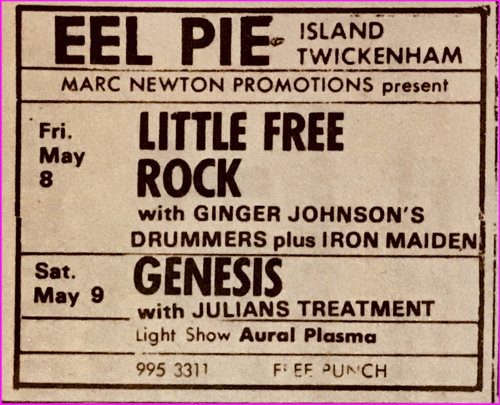 EEL PIE ISLAND
TWICKENHAM
MARC NEWTON PROMOTIONS present
Fri.
May
8
LITTLE FREE
ROCK
with GINGER JOHNSON'S
DRUMMERS plus IRON MAIDEN
Sat.
May 9
GENESIS
with JULIANS TREATMENT
Light Show Aural Plasma
995 3311 FREE PUNCH